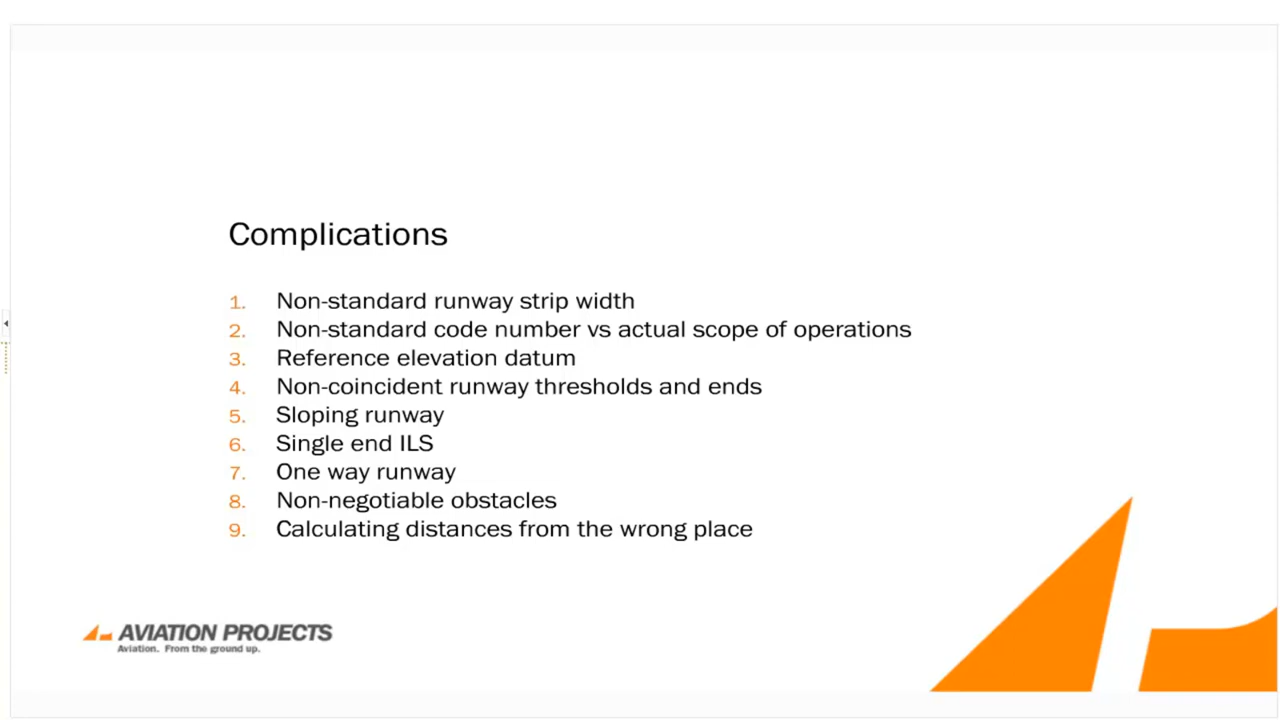 Complications
1. Non-standard runway strip width
2. Non-standard code number vs actual scope of operations
3. Reference elevation datum
4. Non-coincident runway thresholds and ends
5. Sloping runway
6. Single end ILS
7. One way runway
8. Non-negotiable obstacles
9. Calculating distances from the wrong place
AVIATION PROJECTS
Aviation. From the ground up.